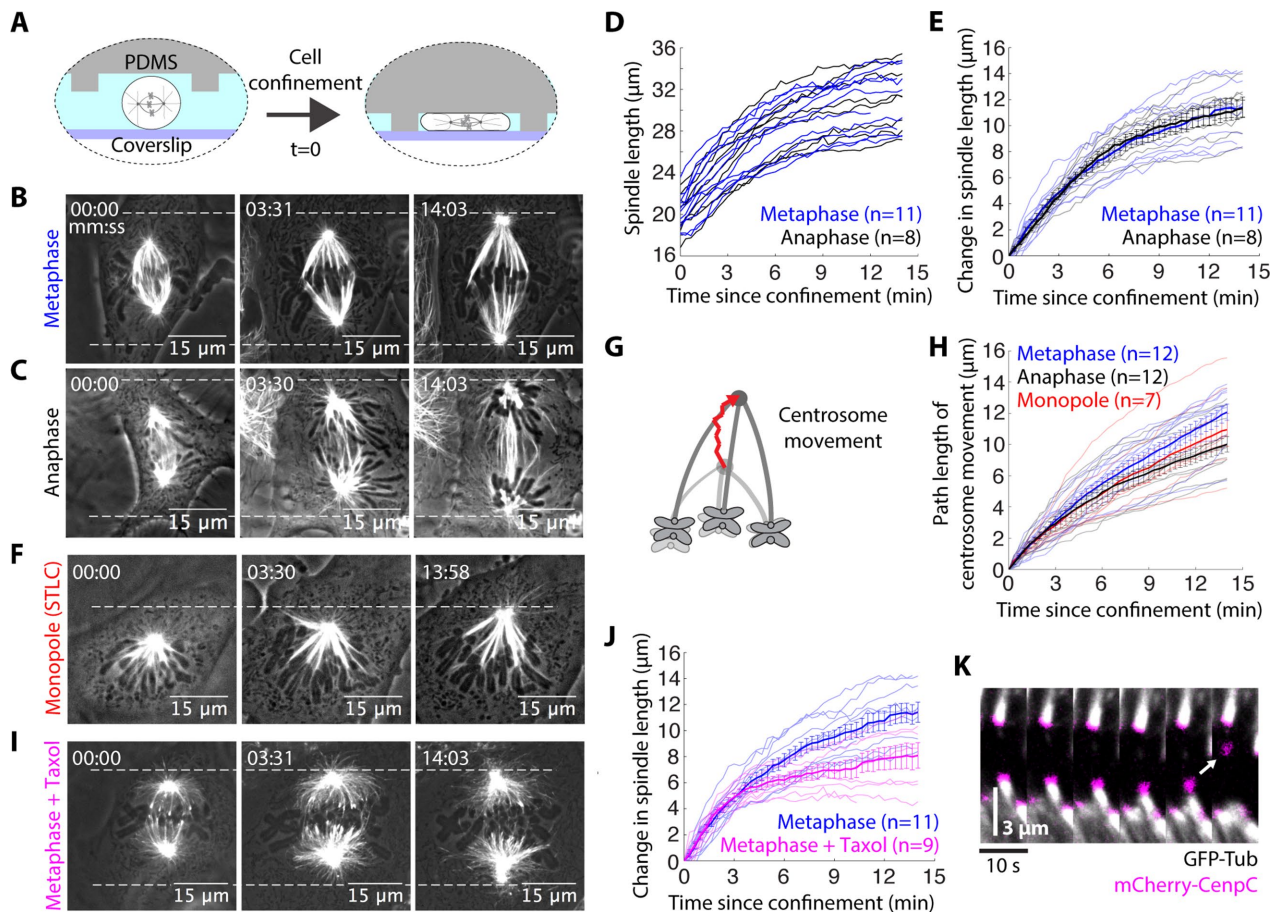 A
PDMS
Cell
confinement
t=0
Coverslip
B
Metaphase
00:00
mm:ss
03:31
14:03
15 µm
15 µm
15 µm
C
Anaphase
00:00
03:30
14:03
15 µm
15 µm
15 µm
D
Spindle length (µm)
36
32
28
24
20
16
Metaphase (n=11)
Anaphase (n=8)
0
3
6
9
12
15
Time since confinement (min)
E
Change in spindle length (µm)
16
14
12
10
8
6
4
2
0
Metaphase (n=11)
Anaphase (n=8)
0
3
6
9
12
15
Time since confinement (min)
F
Monopole (STLC)
00:00
03:30
13:58
15 µm
15 µm
15 µm
G
Centrosome
movement
H
Path length of
centrosome movement (µm)
16
14
12
10
8
6
4
2
0
Metaphase (n=12)
Anaphase (n=12)
Monopole (n=7)
0
3
6
9
12
15
Time since confinement (min)
I
Metaphase + Taxol
00:00
03:31
14:03
15 µm
15 µm
15 µm
J
Change in spindle length (µm)
16
14
12
10
8
6
4
2
0
Metaphase (n=11)
Metaphase + Taxol (n=9)
0
3
6
9
12
15
Time since confinement (min)
K
3 µm
10 s
GFP-Tub
mCherry-CenpC